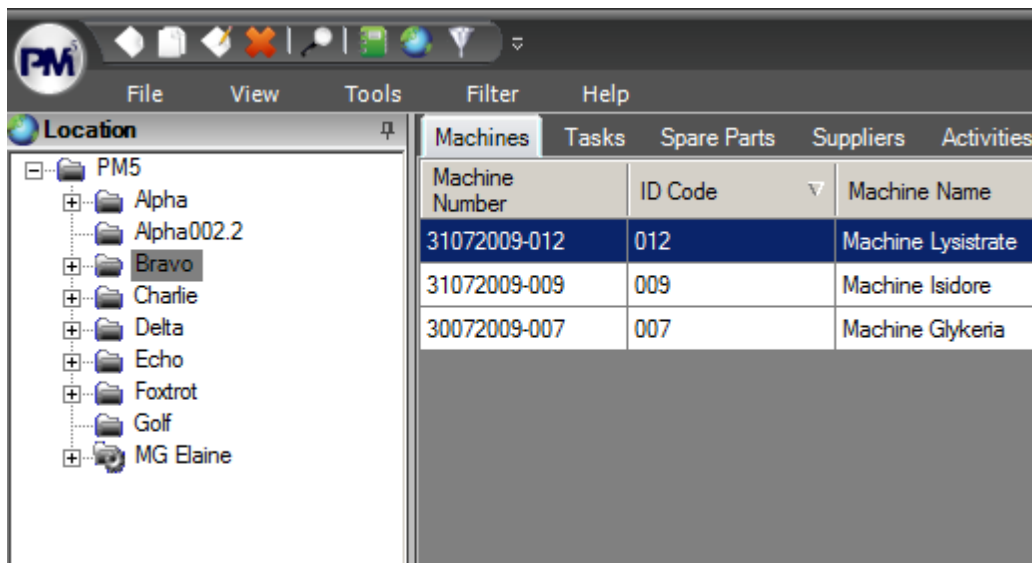 PM5
File View Tools Filter Help
Location
PM5
Alpha
Alpha002.2
Bravo
Charlie
Delta
Echo
Foxtrot
Golf
MG Elaine
Machines Tasks Spare Parts Suppliers Activities
Machine Number ID Code Machine Name
31072009-012 012 Machine Lysistrate
31072009-009 009 Machine Isidore
30072009-007 007 Machine Glykeria